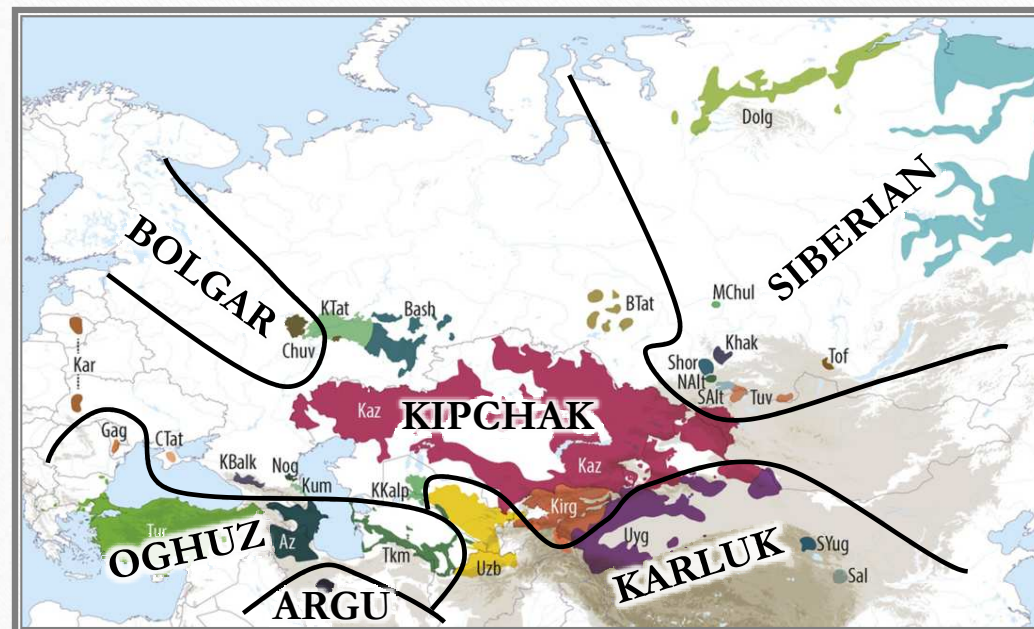 Dolg
SIBERIAN
BOLGAR
MChul
BTat
KTat
Bash
Chuv
Khak
Shor
Tof
NAlt
SAlt
Tuv
Kar
Kaz
KIPCHAK
Gag
CTat
KBalk
Nog
Kum
KKalp
Kaz
Kirg
Tur
OGHUZ
Az
Tkm
Uzb
Uyg
KARLUK
SYug
Sal
ARGU